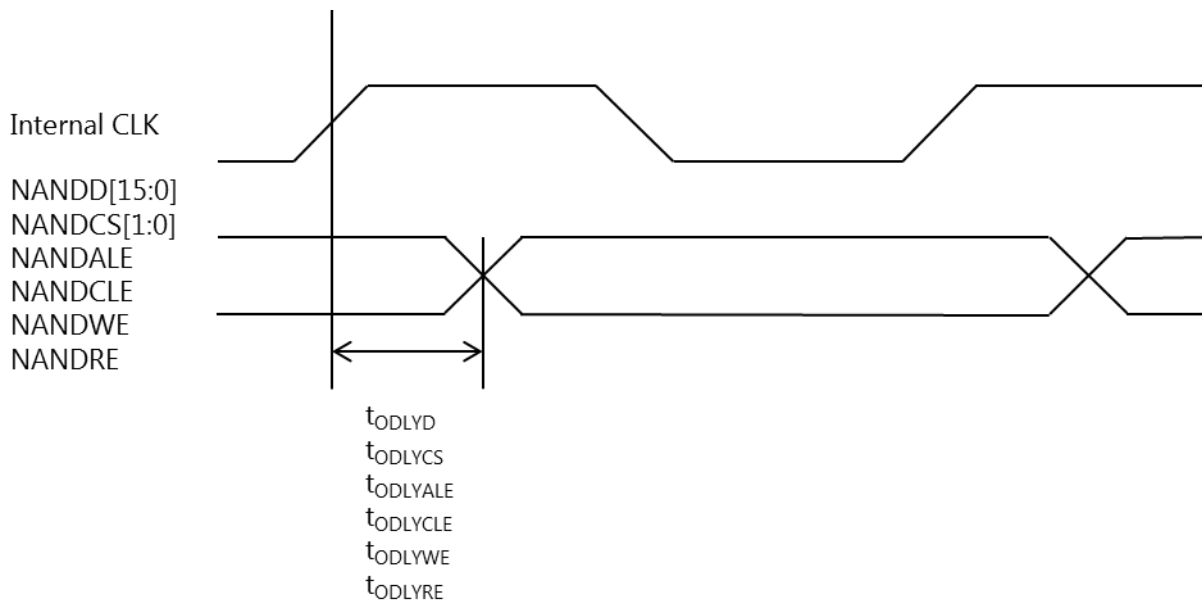 Internal CLK
NANDD[15:0]
NANDCS[1:0]
NANDALE
NANDCLE
NANDWE
NANDRE
tODLYD
tODLYCS
tODLYALE
tODLYCLE
tODLYWE
tODLYRE